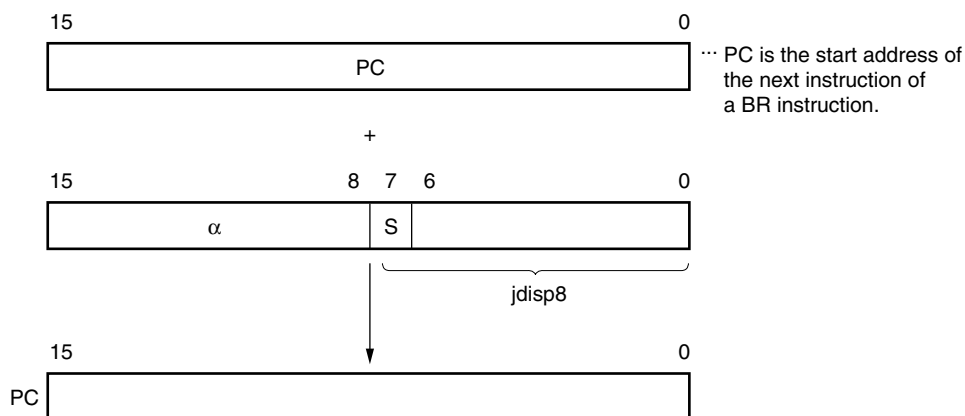 15 0
PC
... PC is the start address of
the next instruction of
a BR instruction.
+
15 8 7 6 0
α S
jdisp8
15 0
PC